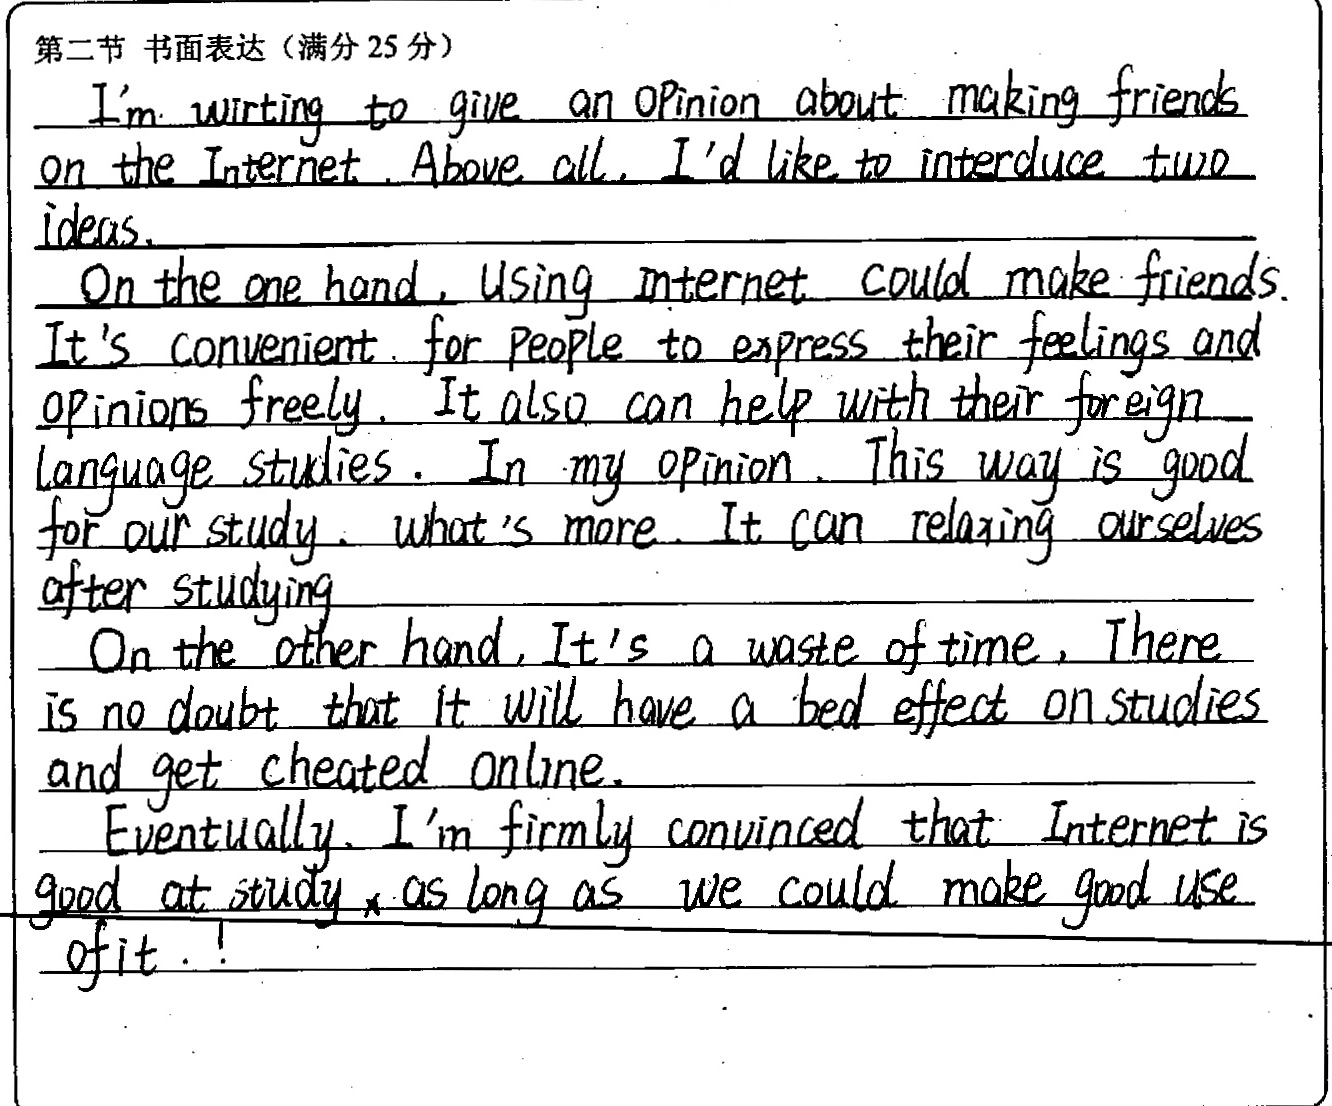 第二节 书面表达（满分 25 分）
I'm wirting to give an opinion about making friends
on the Internet. Above all, I'd like to interduce two
ideas.
On the one hand, Using Internet could make friends.
It's convenient for people to express their feelings and
opinions freely. It also can help with their foreign
language studies. In my opinion. This way is good
for our study. what's more. It can relaxing ourselves
after studying
On the other hand, It's a waste of time, There
is no doubt that it will have a bed effect on studies
and get cheated online.
Eventually. I'm firmly convinced that Internet is
good at study, as long as we could make good use
of it . !